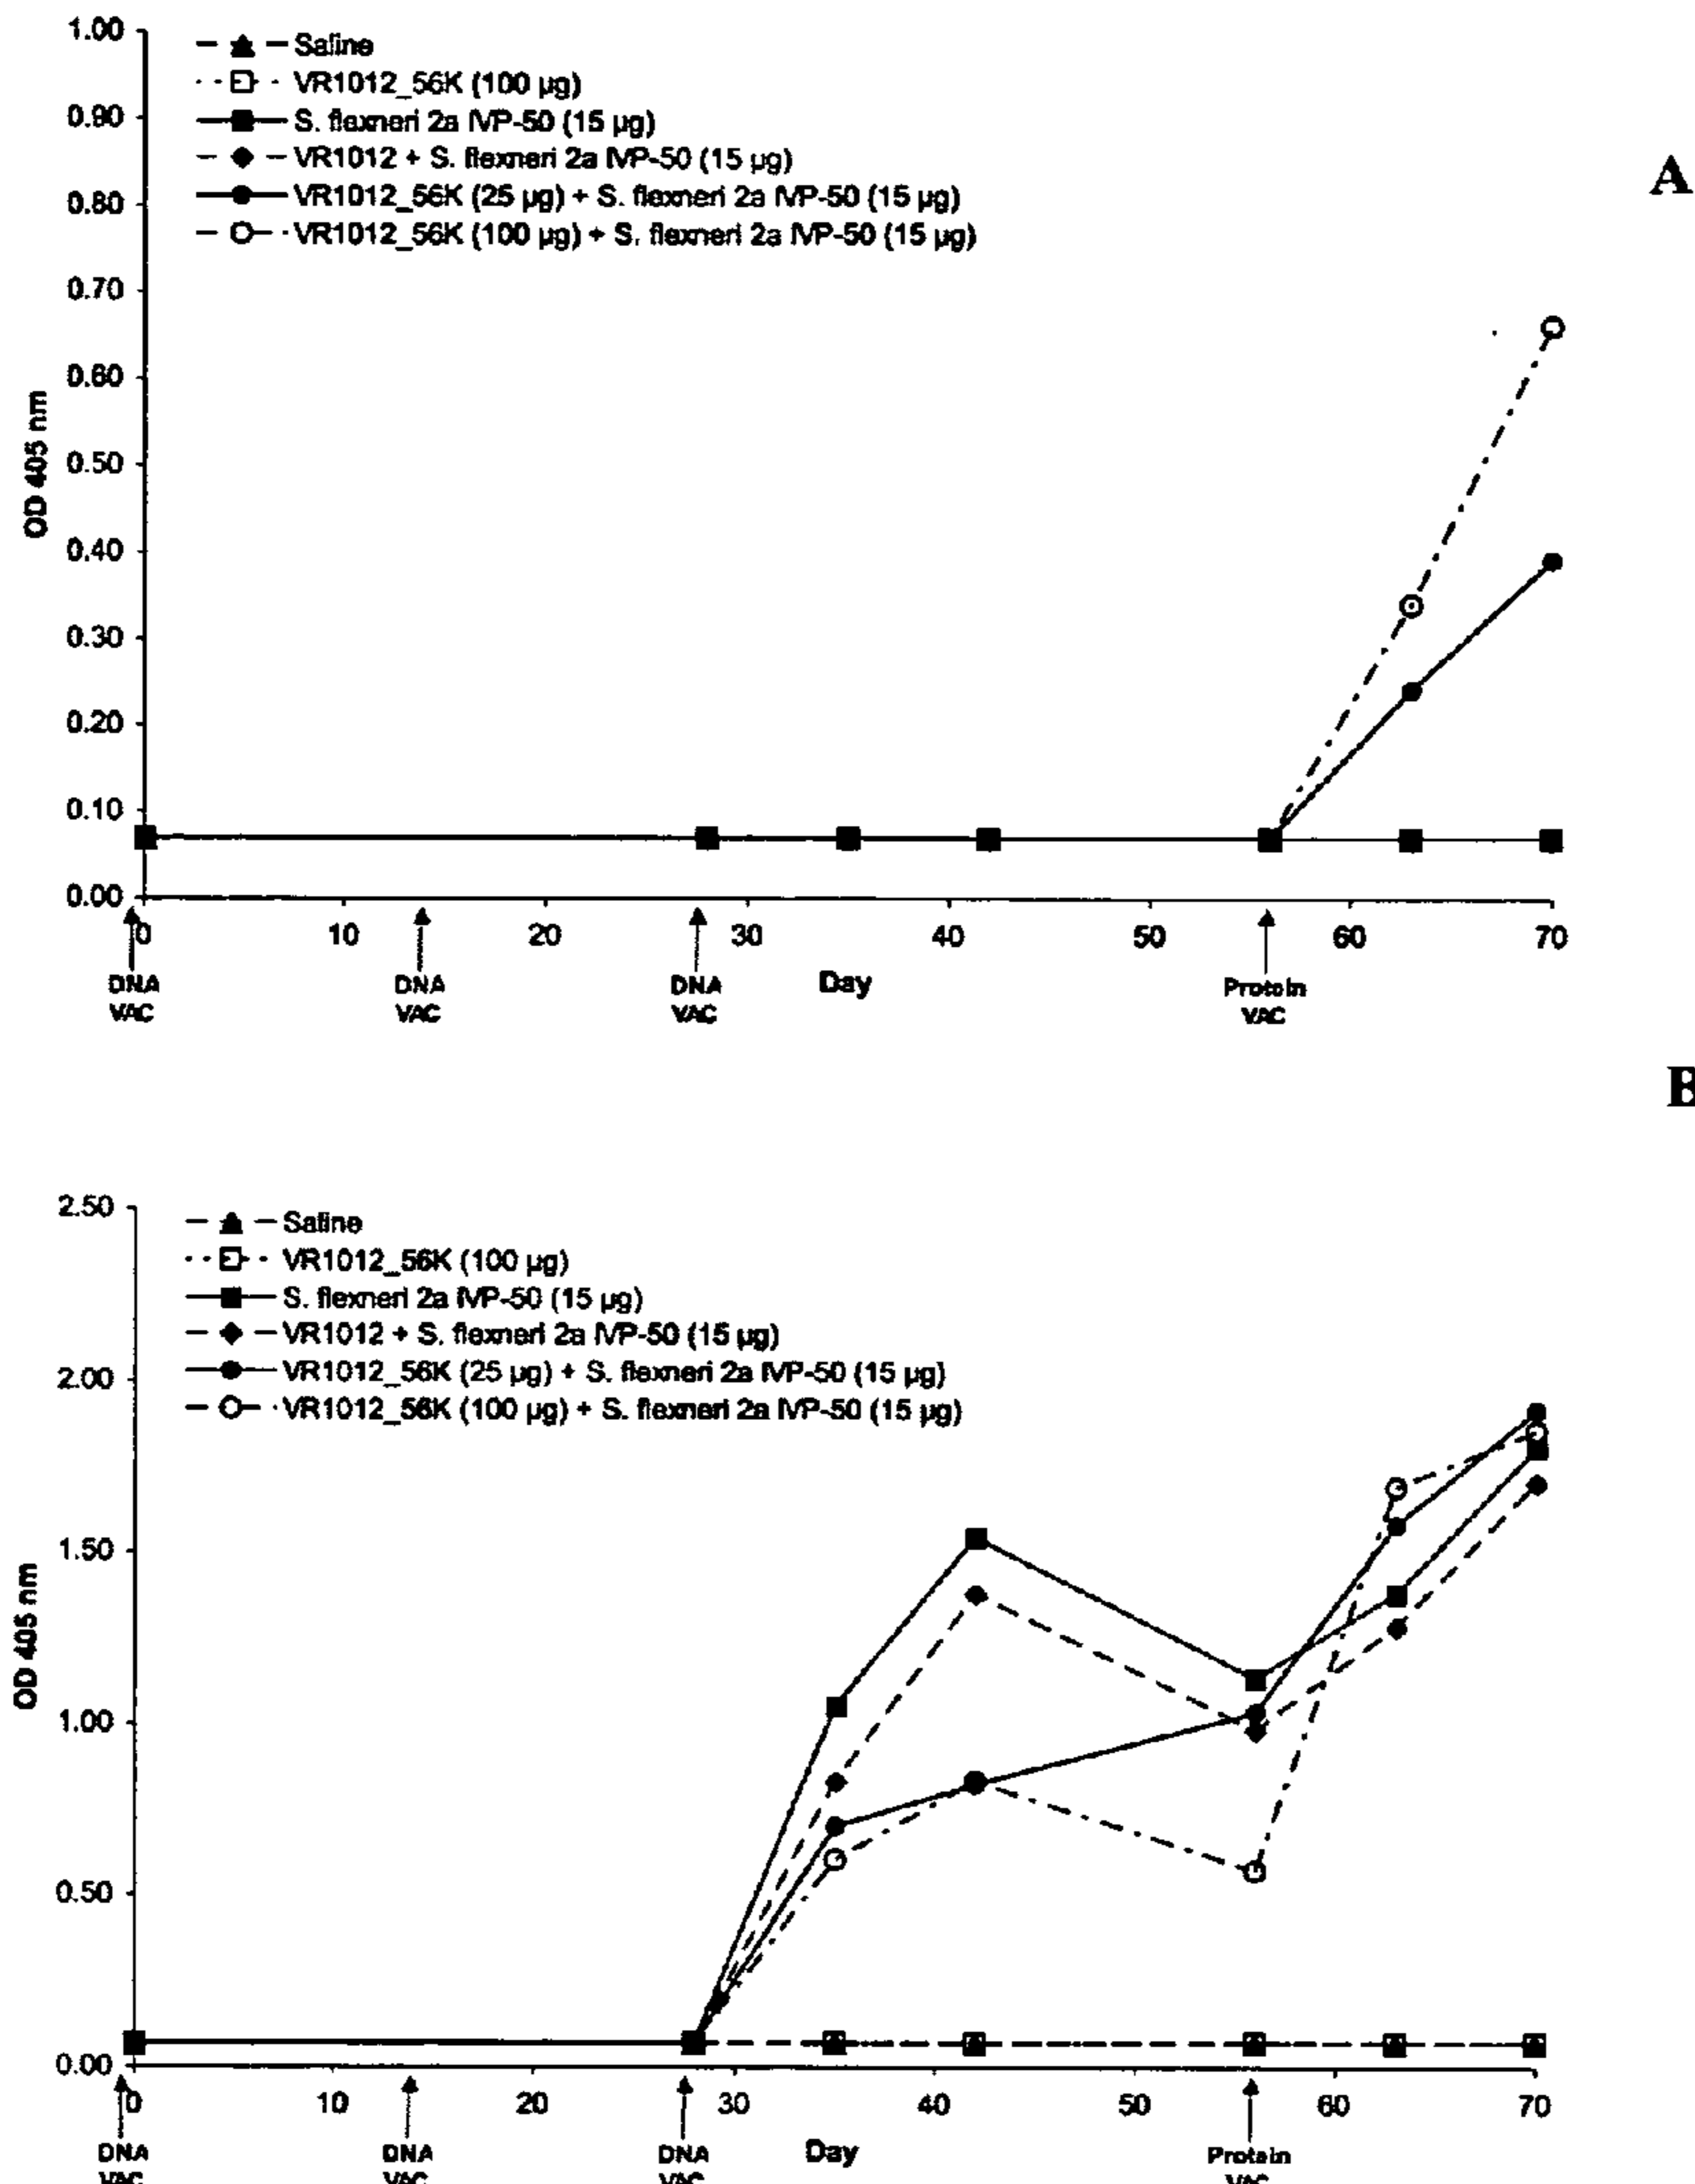 1.00
0.90
0.80
0.70
0.60
0.50
0.40
0.30
0.20
0.10
0.00
OD 405 nm
Saline
VR1012_56K (100 µg)
S. flexneri 2a IVP-50 (15 µg)
VR1012 + S. flexneri 2a IVP-50 (15 µg)
VR1012_56K (25 µg) + S. flexneri 2a IVP-50 (15 µg)
VR1012_56K (100 µg) + S. flexneri 2a IVP-50 (15 µg)
A
0 10 20 30 40 50 60 70
DNA VAC
DNA VAC
DNA VAC
Day
Protein VAC
B
2.50
2.00
1.50
1.00
0.50
0.00
OD 405 nm
Saline
VR1012_56K (100 µg)
S. flexneri 2a IVP-50 (15 µg)
VR1012 + S. flexneri 2a IVP-50 (15 µg)
VR1012_56K (25 µg) + S. flexneri 2a IVP-50 (15 µg)
VR1012_56K (100 µg) + S. flexneri 2a IVP-50 (15 µg)
0 10 20 30 40 50 60 70
DNA VAC
DNA VAC
DNA VAC
Day
Protein VAC